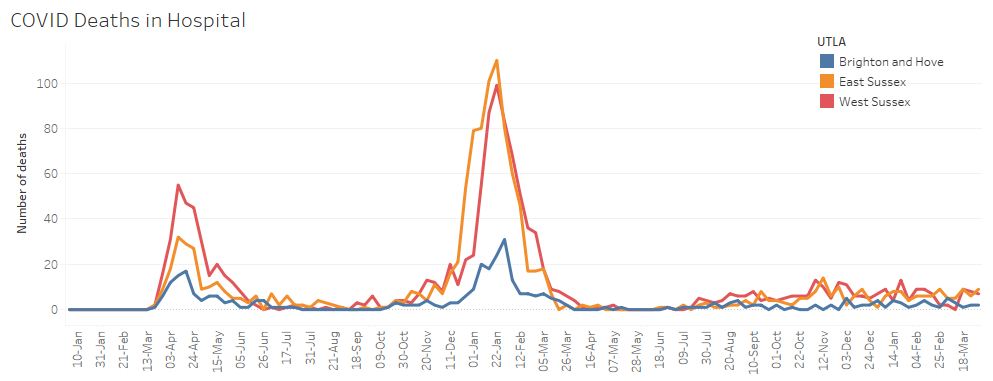 COVID Deaths in Hospital
UTLA
Brighton and Hove
East Sussex
West Sussex
Number of deaths
100
80
60
40
20
0
10-Jan
31-Jan
21-Feb
13-Mar
03-Apr
24-Apr
15-May
05-Jun
26-Jun
17-Jul
31-Jul
21-Aug
18-Sep
09-Oct
30-Oct
20-Nov
11-Dec
01-Jan
22-Jan
12-Feb
05-Mar
26-Mar
16-Apr
07-May
28-May
18-Jun
09-Jul
30-Jul
20-Aug
10-Sept
01-Oct
22-Oct
12-Nov
03-Dec
24-Dec
14-Jan
04-Feb
25-Feb
18-Mar